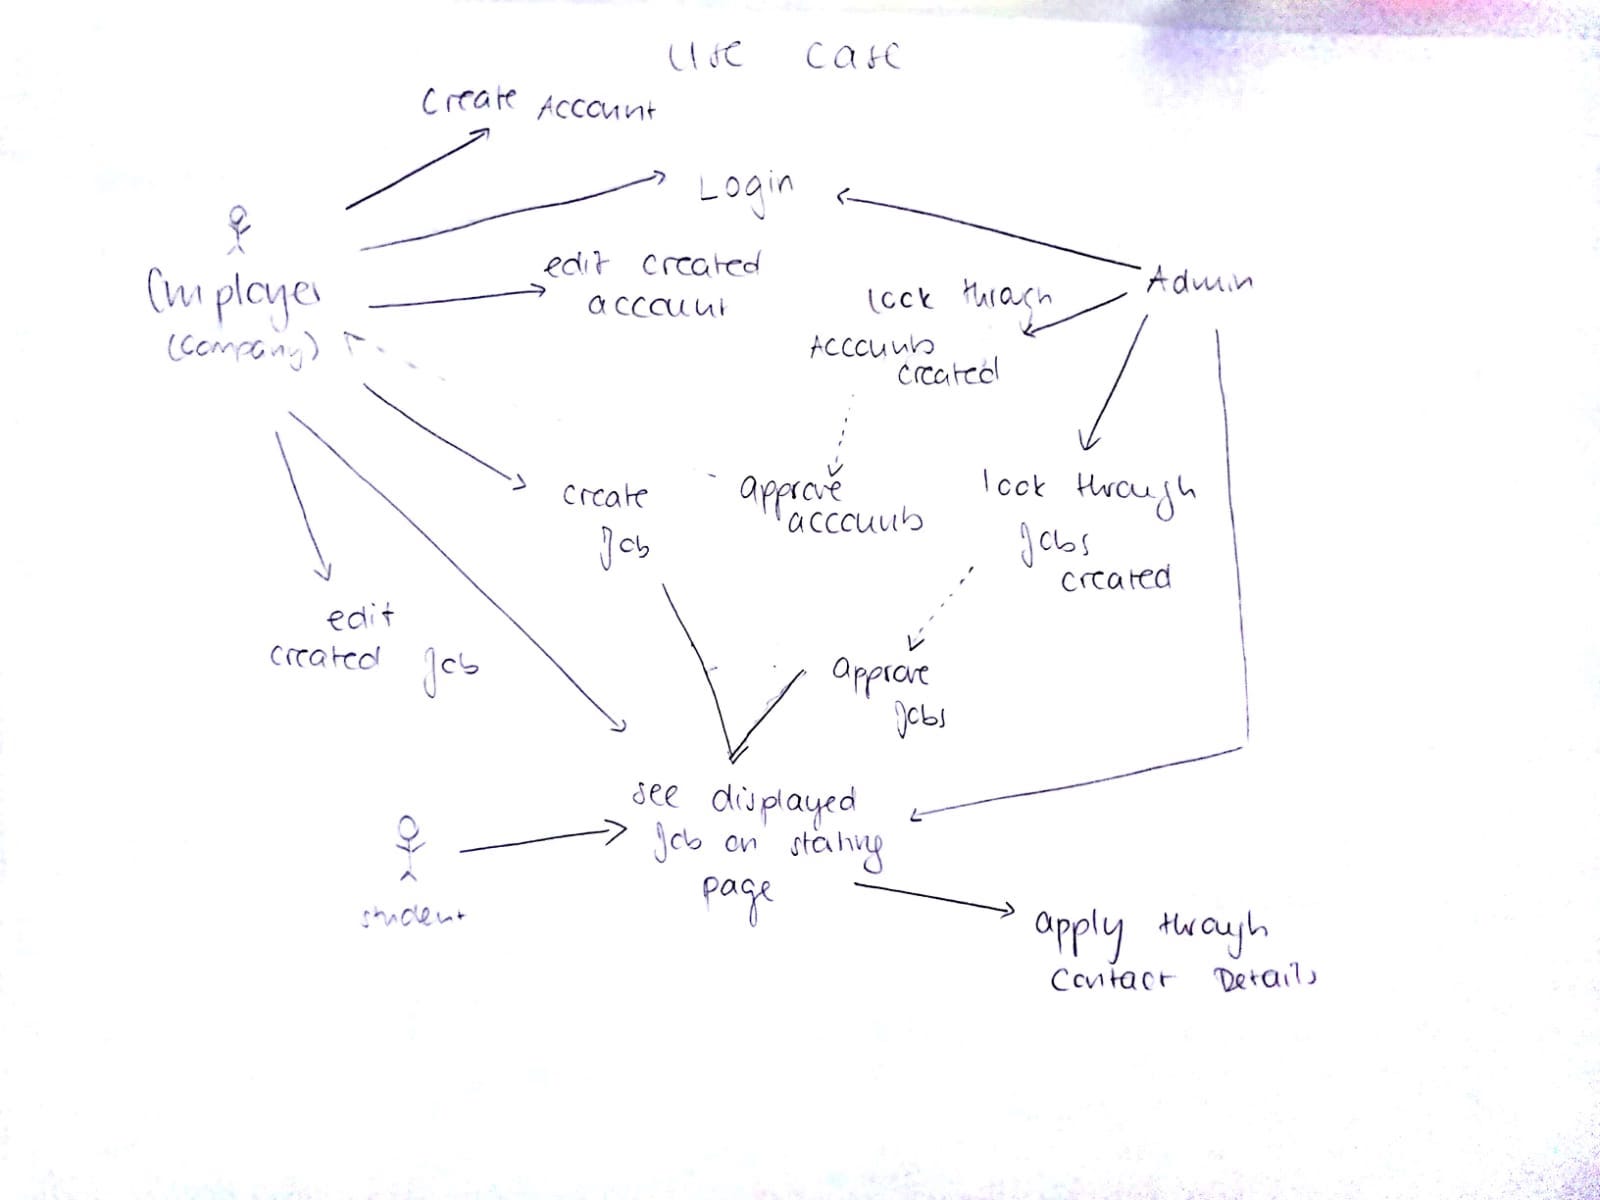 Use Case
Create Account
Login
Employer
(Company)
edit created
account
Admin
look through
Accounts
created
create
Job
approve
accounts
look through
Jobs
created
edit
created Job
approve
Jobs
see displayed
Job on
page
student
apply through
Contact Details